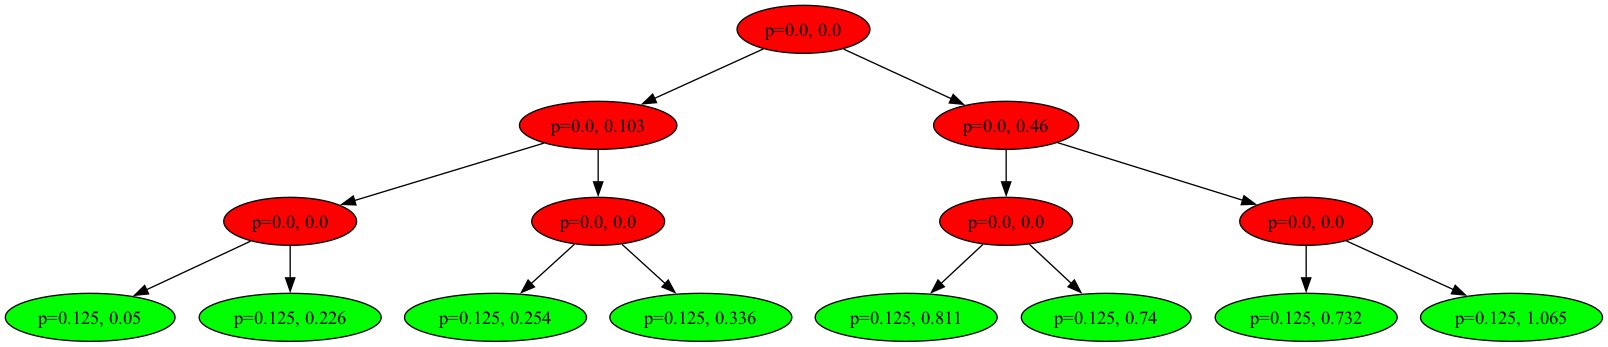 p=0.0, 0.0
p=0.0, 0.103
p=0.0, 0.46
p=0.0, 0.0
p=0.0, 0.0
p=0.0, 0.0
p=0.0, 0.0
p=0.125, 0.05
p=0.125, 0.226
p=0.125, 0.254
p=0.125, 0.336
p=0.125, 0.811
p=0.125, 0.74
p=0.125, 0.732
p=0.125, 1.065